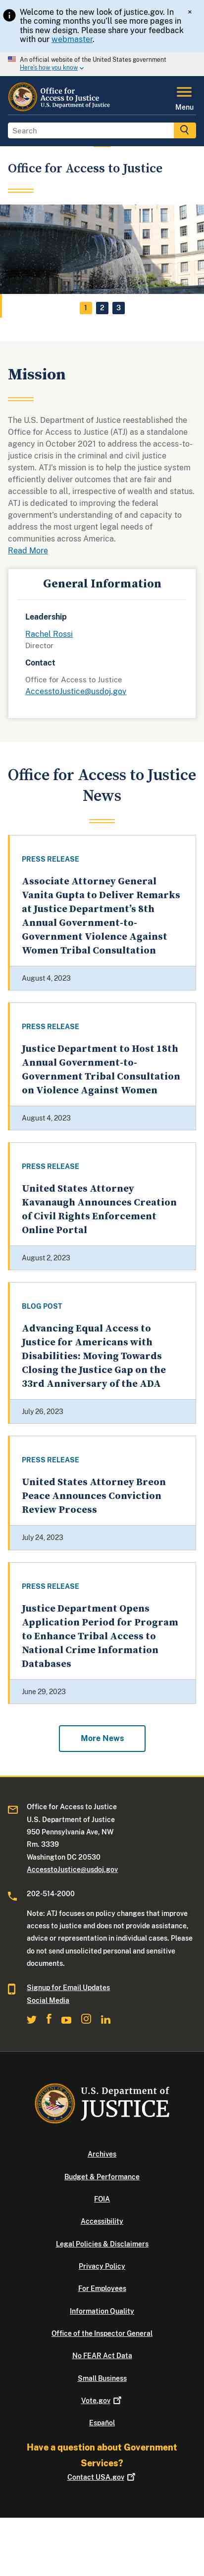 Welcome to the new look of justice.gov. In
the coming months you'll see more pages in
this new design. Please share your feedback
with our webmaster.
×
An official website of the United States government
Here's how you know
Office for
Access to Justice
U.S. Department of Justice
Menu
Search
Office for Access to Justice
1
2
3
Mission
The U.S. Department of Justice reestablished the
Office for Access to Justice (ATJ) as a standalone
agency in October 2021 to address the access-to-
justice crisis in the criminal and civil justice
system. ATJ's mission is to help the justice system
efficiently deliver outcomes that are fair and
accessible to all, irrespective of wealth and status.
ATJ is dedicated to improving the federal
government's understanding of and capacity to
address the most urgent legal needs of
communities across America.
Read More
General Information
Leadership
Rachel Rossi
Director
Contact
Office for Access to Justice
AccesstoJustice@usdoj.gov
Office for Access to Justice
News
PRESS RELEASE
Associate Attorney General
Vanita Gupta to Deliver Remarks
at Justice Department's 8th
Annual Government-to-
Government Violence Against
Women Tribal Consultation
August 4, 2023
PRESS RELEASE
Justice Department to Host 18th
Annual Government-to-
Government Tribal Consultation
on Violence Against Women
August 4, 2023
PRESS RELEASE
United States Attorney
Kavanaugh Announces Creation
of Civil Rights Enforcement
Online Portal
August 2, 2023
BLOG POST
Advancing Equal Access to
Justice for Americans with
Disabilities: Moving Towards
Closing the Justice Gap on the
33rd Anniversary of the ADA
July 26, 2023
PRESS RELEASE
United States Attorney Breon
Peace Announces Conviction
Review Process
July 24, 2023
PRESS RELEASE
Justice Department Opens
Application Period for Program
to Enhance Tribal Access to
National Crime Information
Databases
June 29, 2023
More News
Office for Access to Justice
U.S. Department of Justice
950 Pennsylvania Ave, NW
Rm. 3339
Washington DC 20530
AccesstoJustice@usdoj.gov
202-514-2000
Note: ATJ focuses on policy changes that improve
access to justice and does not provide assistance,
advice or representation in individual cases. Please
do not send unsolicited personal and sensitive
documents.
Signup for Email Updates
Social Media
U.S. Department of
JUSTICE
Archives
Budget & Performance
FOIA
Accessibility
Legal Policies & Disclaimers
Privacy Policy
For Employees
Information Quality
Office of the Inspector General
No FEAR Act Data
Small Business
Vote.gov
Español
Have a question about Government
Services?
Contact USA.gov